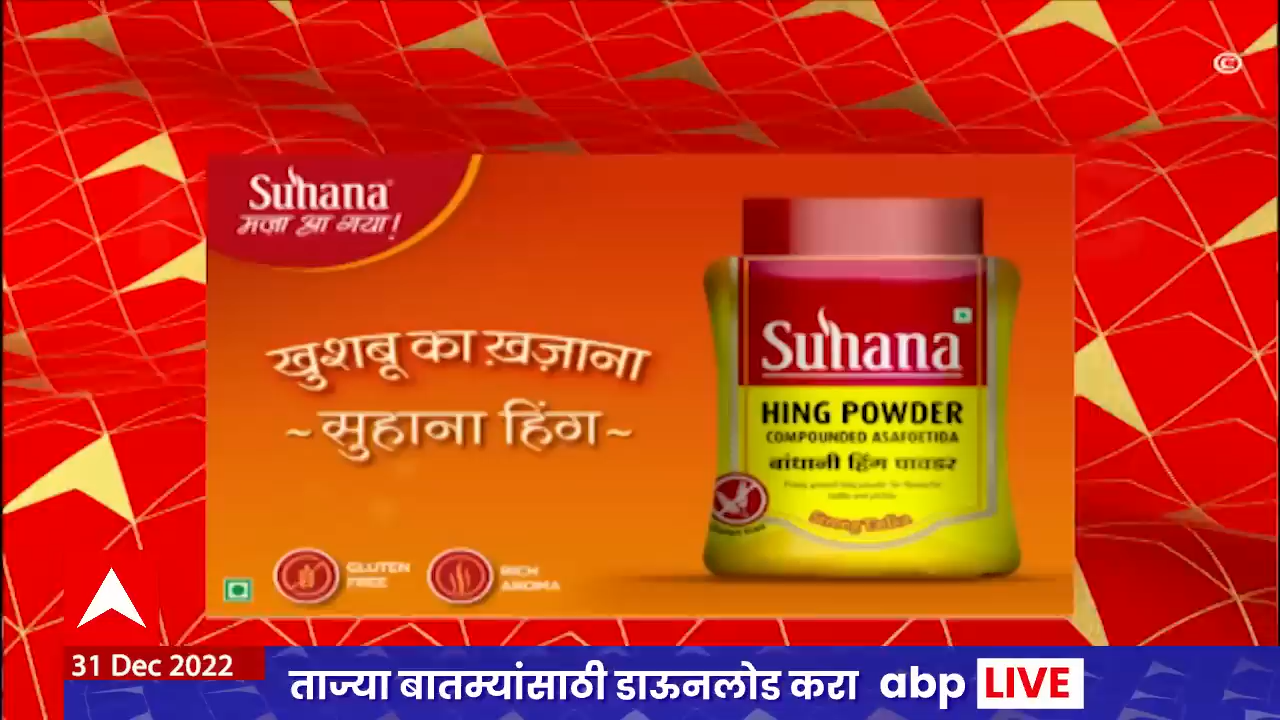 ©
Suhana
मज़ा आ गया!
खुशबू का ख़ज़ाना
~सुहाना हिंग~
Suhana
HING POWDER
COMPOUNDED ASAFOETIDA
बांधानी हिंग पावडर
GLUTEN
FREE
RICH
AROMA
31 Dec 2022
ताज्या बातम्यांसाठी डाऊनलोड करा abp LIVE